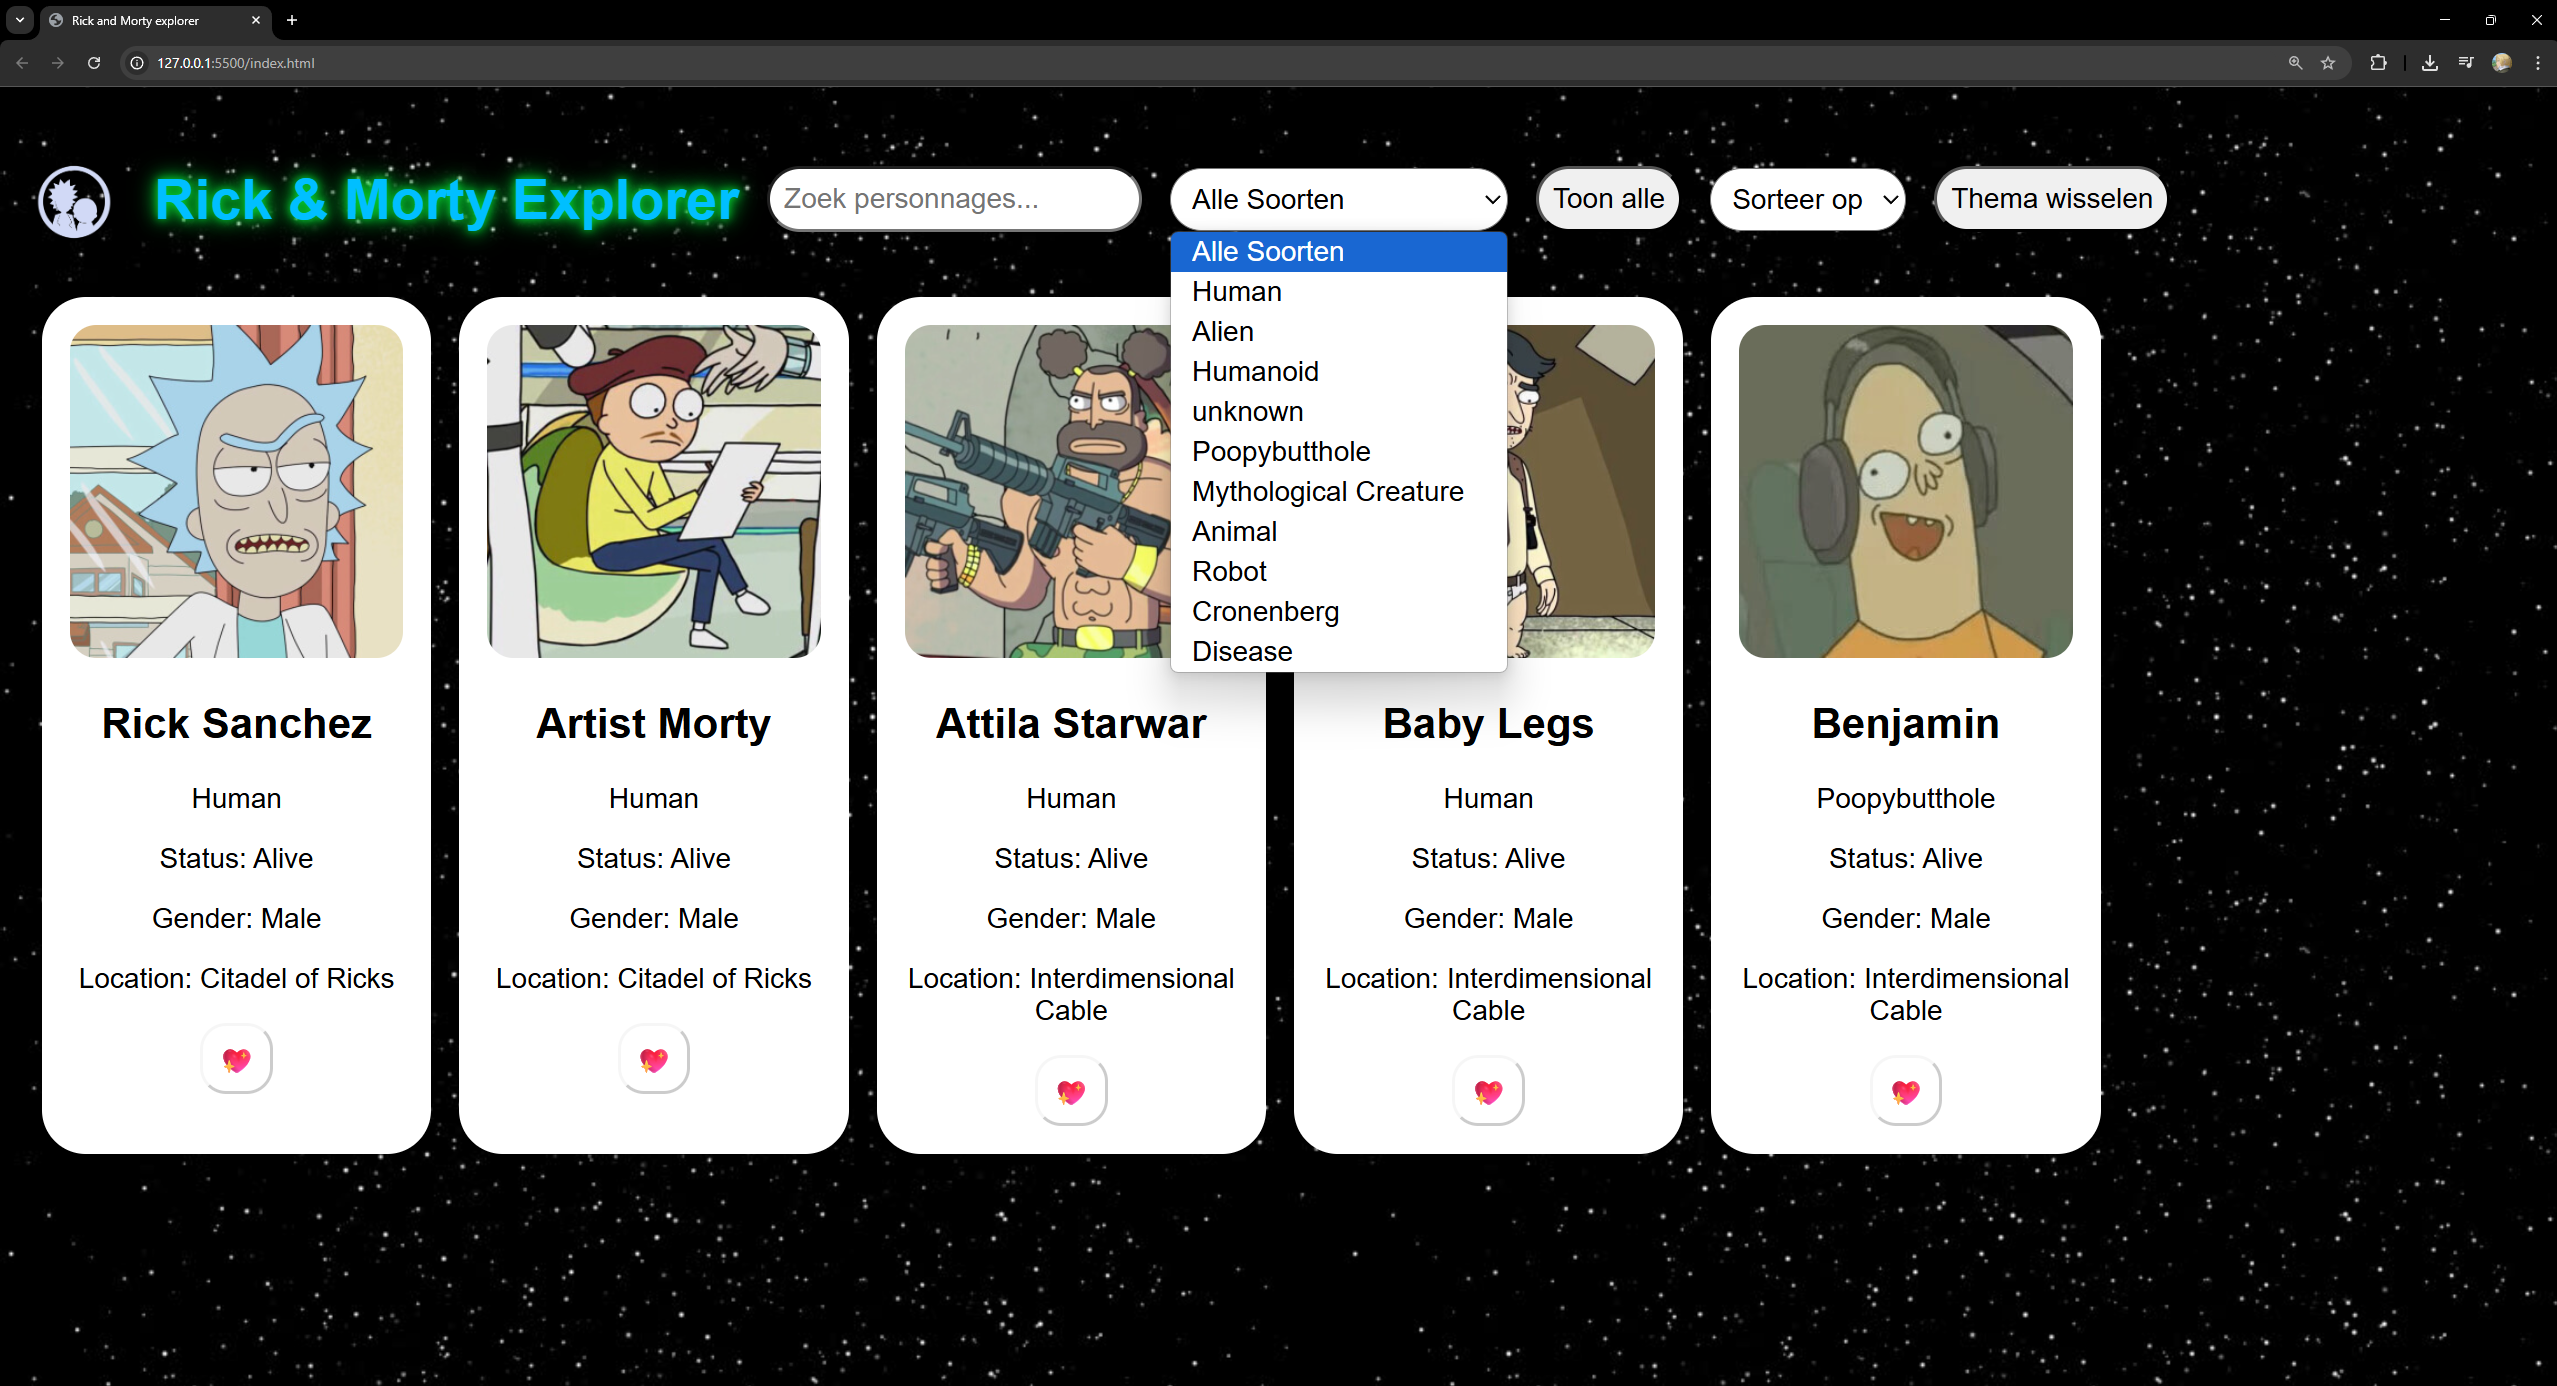 Rick and Morty explorer
127.0.0.1:5500/index.html
Rick & Morty Explorer
Zoek personnages...
Alle Soorten
Toon alle
Sorteer op
Thema wisselen
Alle Soorten
Human
Alien
Humanoid
unknown
Poopybutthole
Mythological Creature
Animal
Robot
Cronenberg
Disease
Rick Sanchez
Human
Status: Alive
Gender: Male
Location: Citadel of Ricks
Artist Morty
Human
Status: Alive
Gender: Male
Location: Citadel of Ricks
Attila Starwar
Human
Status: Alive
Gender: Male
Location: Interdimensional
Cable
Baby Legs
Human
Status: Alive
Gender: Male
Location: Interdimensional
Cable
Benjamin
Poopybutthole
Status: Alive
Gender: Male
Location: Interdimensional
Cable